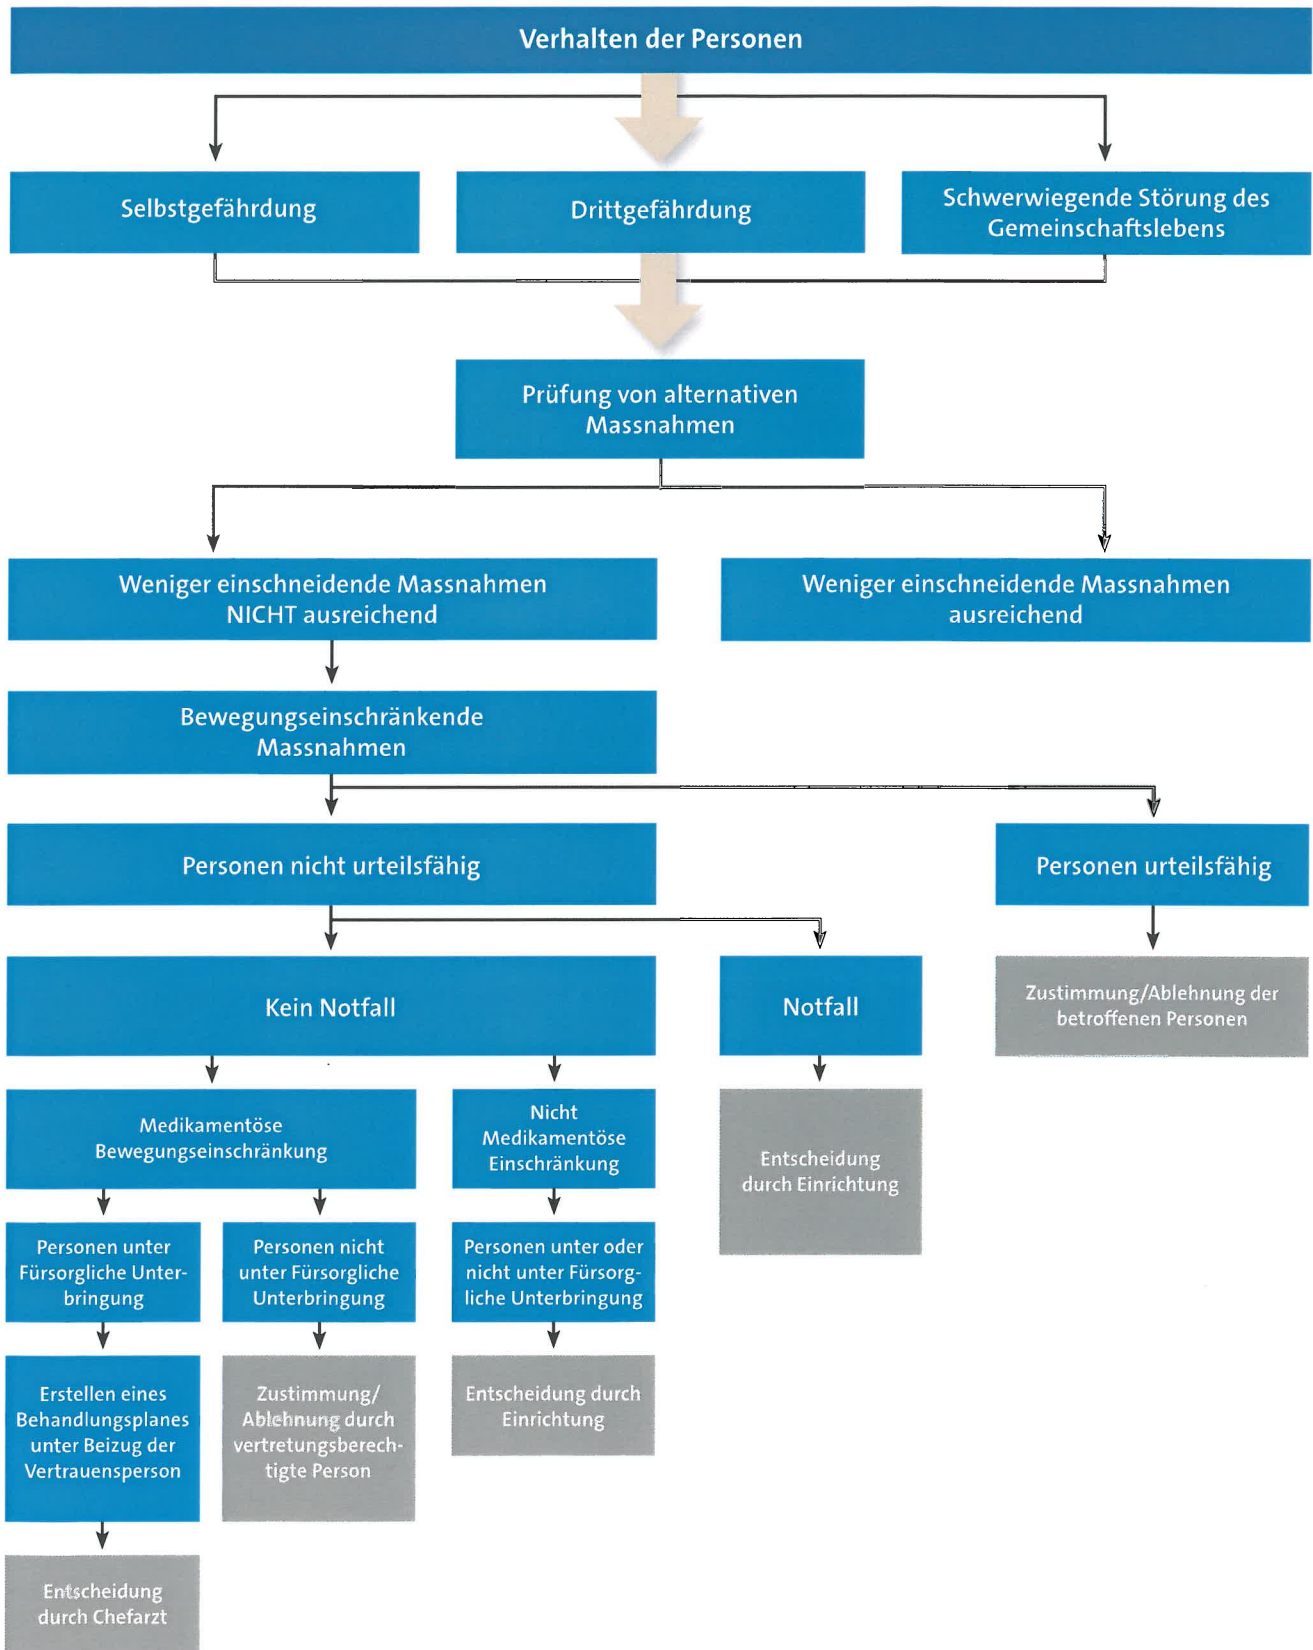 Verhalten der Personen
Selbstgefährdung
Drittgefährdung
Schwerwiegende Störung des
Gemeinschaftslebens
Prüfung von alternativen
Massnahmen
Weniger einschneidende Massnahmen
NICHT ausreichend
Weniger einschneidende Massnahmen
ausreichend
Bewegungseinschränkende
Massnahmen
Personen nicht urteilsfähig
Personen urteilsfähig
Kein Notfall
Notfall
Zustimmung/Ablehnung der
betroffenen Personen
Medikamentöse
Bewegungseinschränkung
Nicht
Medikamentöse
Einschränkung
Entscheidung
durch Einrichtung
Personen unter
Fürsorgliche Unter-
bringung
Personen nicht
unter Fürsorgliche
Unterbringung
Personen unter oder
nicht unter Fürsorg-
liche Unterbringung
Erstellen eines
Behandlungsplanes
unter Beizug der
Vertrauensperson
Zustimmung/
Ablehnung durch
vertretungsberech-
tigte Person
Entscheidung durch
Einrichtung
Entscheidung
durch Chefarzt